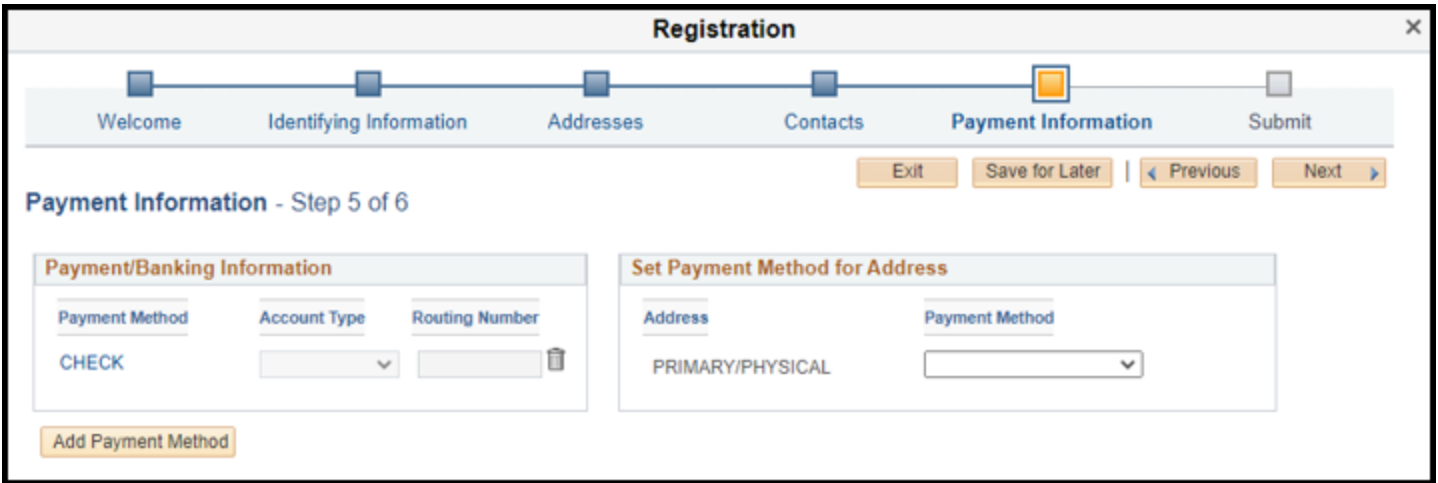 Registration
Welcome Identifying Information Addresses Contacts Payment Information Submit
Exit Save for Later | Previous Next
Payment Information - Step 5 of 6
Payment/Banking Information
Payment Method Account Type Routing Number
CHECK
Set Payment Method for Address
Address Payment Method
PRIMARY/PHYSICAL
Add Payment Method